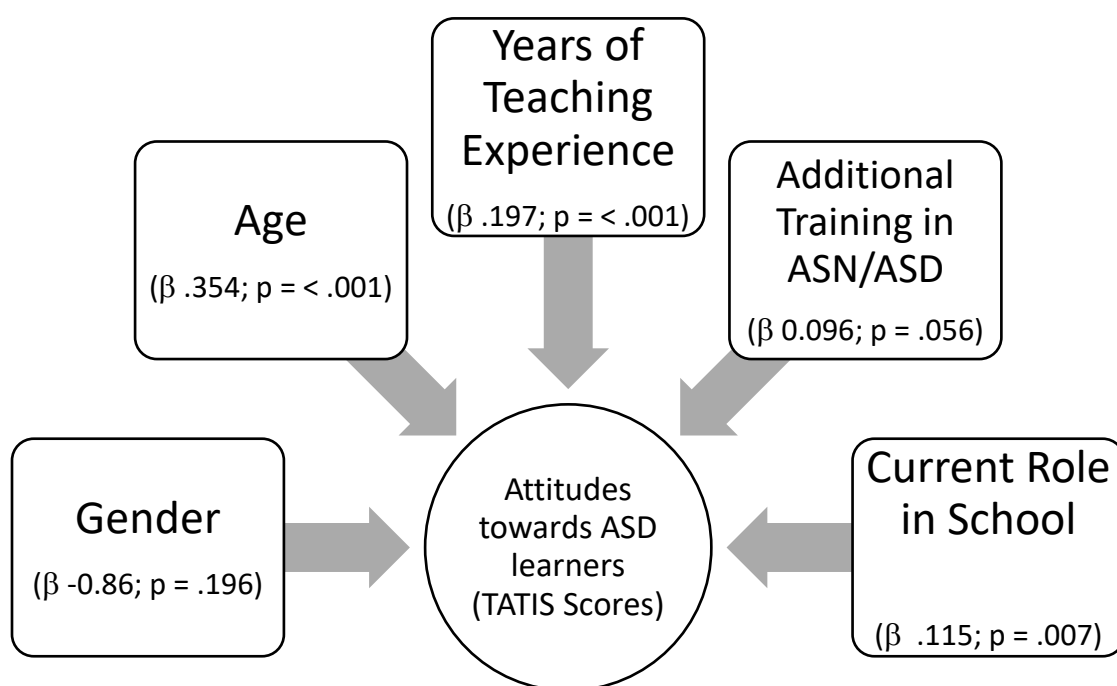 Years of
Teaching
Experience
(β .197; p = < .001)
Age
(β .354; p = < .001)
Additional
Training in
ASN/ASD
(β 0.096; p = .056)
Gender
(β -0.86; p = .196)
Attitudes
towards ASD
learners
(TATIS Scores)
Current Role
in School
(β .115; p = .007)